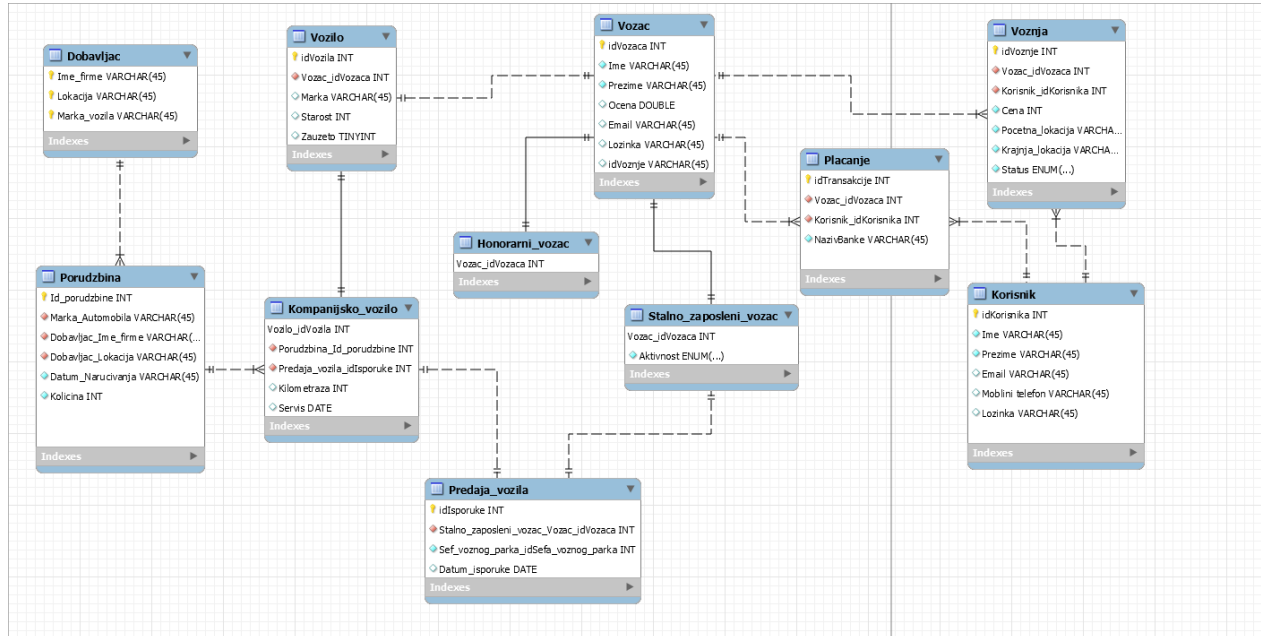 Dobavljac
Ime_firme VARCHAR(45)
Lokacija VARCHAR(45)
Marka_vozila VARCHAR(45)
Indexes
Vozilo
idVozila INT
Vozac_idVozaca INT
Marka VARCHAR(45)
Starost INT
Zauzeto TINYINT
Indexes
Vozac
idVozaca INT
Ime VARCHAR(45)
Prezime VARCHAR(45)
Ocena DOUBLE
Email VARCHAR(45)
Lozinka VARCHAR(45)
idVoznje VARCHAR(45)
Indexes
Voznja
idVoznje INT
Vozac_idVozaca INT
Korisnik_idKorisnika INT
Cena INT
Pocetna_lokacija VARCHA...
Krajnja_lokacija VARCHA...
Status ENUM(...)
Indexes
Placanje
idTransakcije INT
Vozac_idVozaca INT
Korisnik_idKorisnika INT
NazivBanke VARCHAR(45)
Indexes
Honorarni_vozac
Vozac_idVozaca INT
Indexes
Porudzbina
Id_porudzbine INT
Marka_Automobila VARCHAR(45)
Dobavljac_Ime_firme VARCHAR(...
Dobavljac_Lokacija VARCHAR(45)
Datum_Narucivanja VARCHAR(45)
Kolicina INT
Indexes
Kompanijsko_vozilo
Vozilo_idVozila INT
Porudzbina_Id_porudzbine INT
Predaja_vozila_idIsporuke INT
Kilometraza INT
Servis DATE
Indexes
Stalno_zaposleni_vozac
Vozac_idVozaca INT
Aktivnost ENUM(...)
Indexes
Korisnik
idKorisnika INT
Ime VARCHAR(45)
Prezime VARCHAR(45)
Email VARCHAR(45)
Moblini telefon VARCHAR(45)
Lozinka VARCHAR(45)
Indexes
Predaja_vozila
idIsporuke INT
Stalno_zaposleni_vozac_Vozac_idVozaca INT
Sef_voznog_parka_idSefa_voznog_parka INT
Datum_isporuke DATE
Indexes